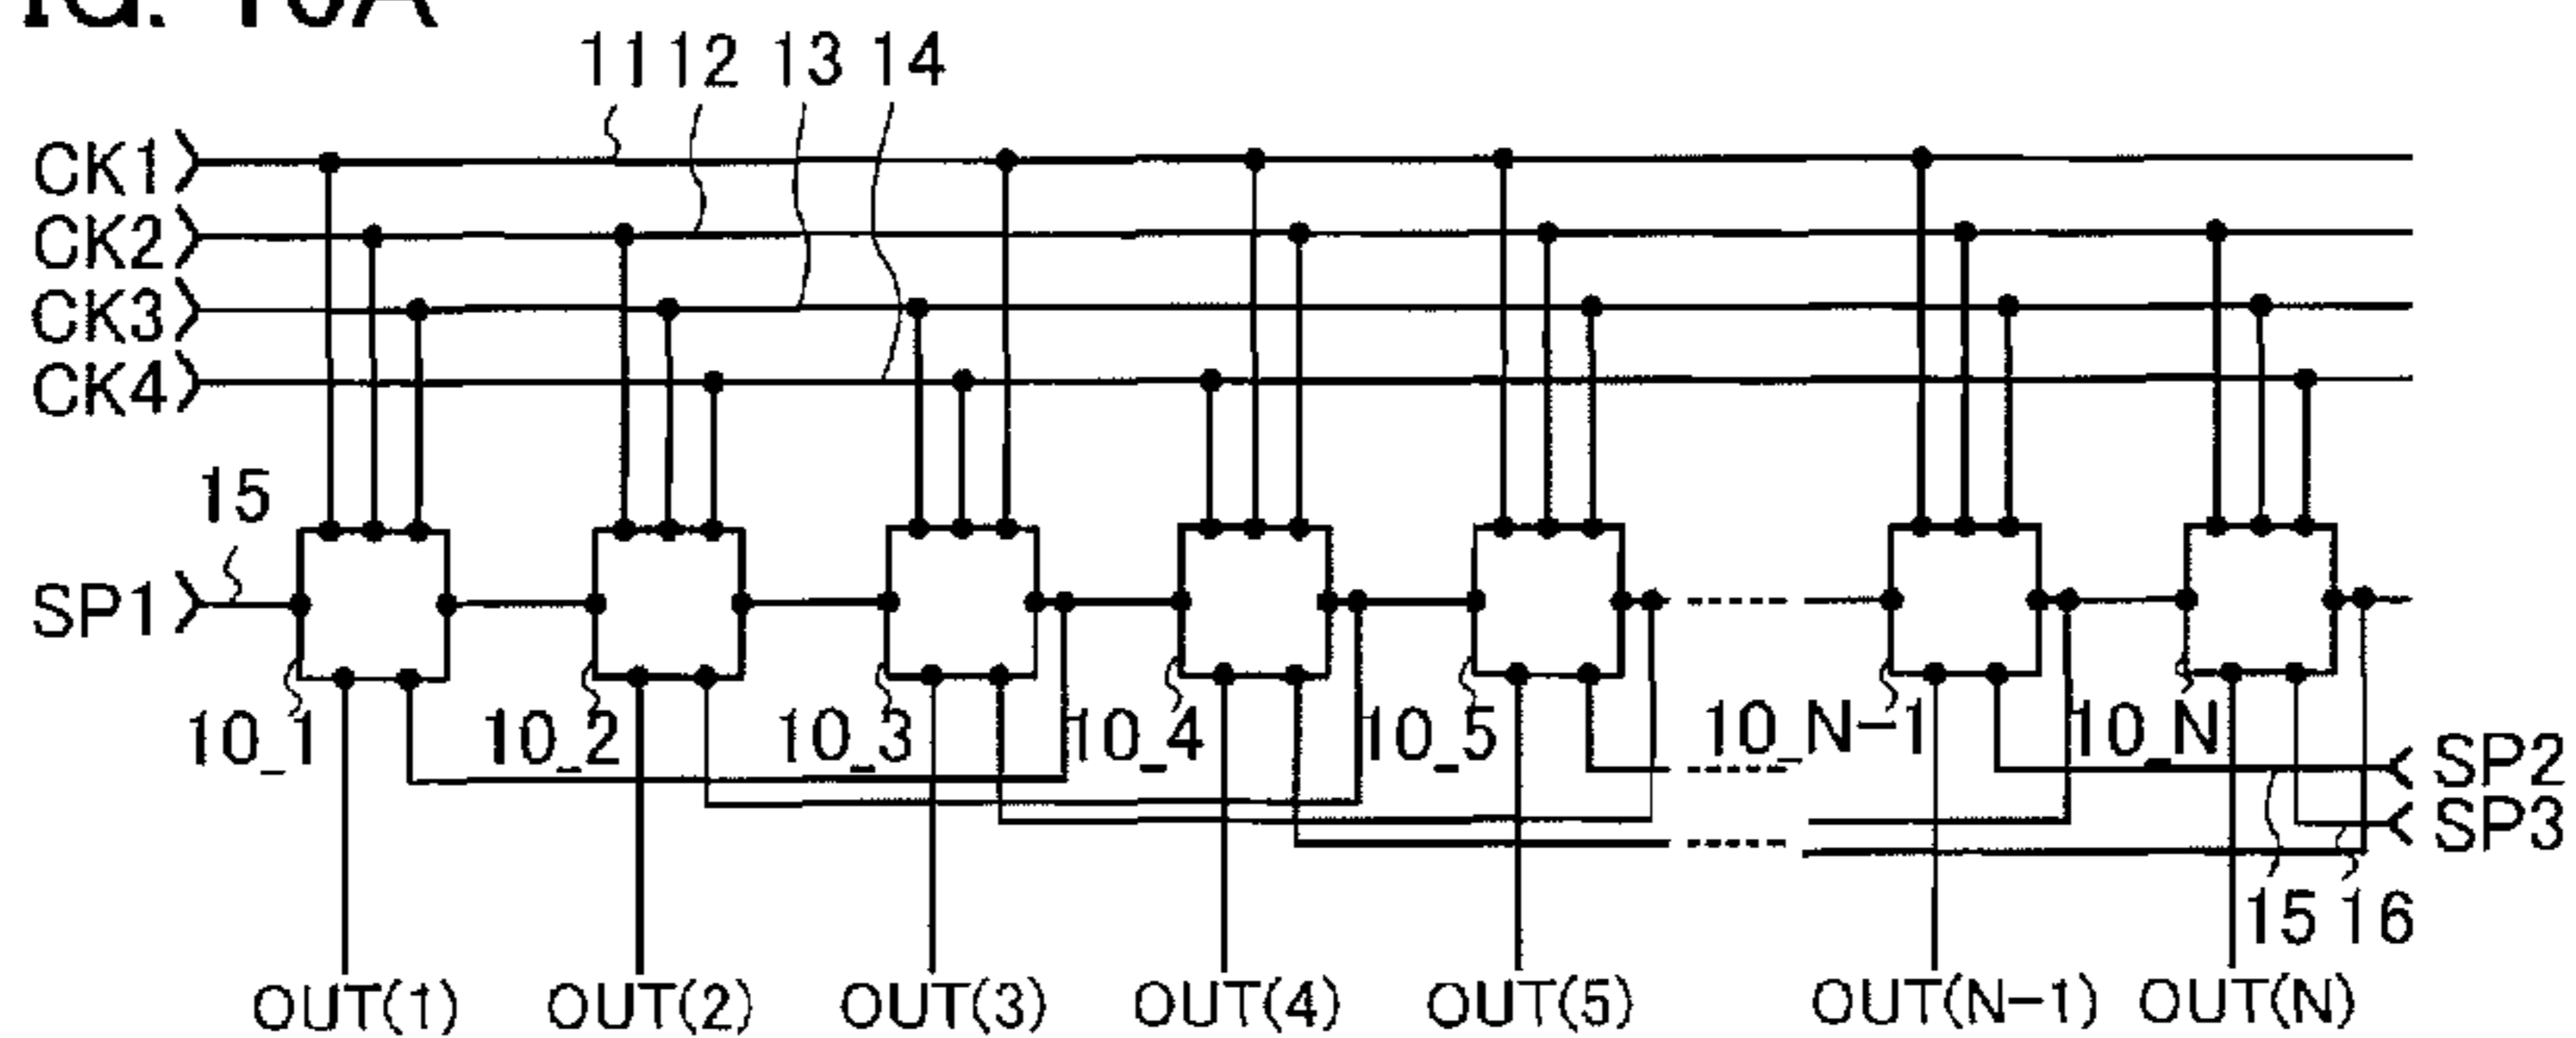 11 12 13 14
CK1
CK2
CK3
CK4
15
SP1
10_1 10_2 10_3 10_4 10_5 10_N-1 10_N
SP2
SP3
15 16
OUT(1) OUT(2) OUT(3) OUT(4) OUT(5) OUT(N-1) OUT(N)